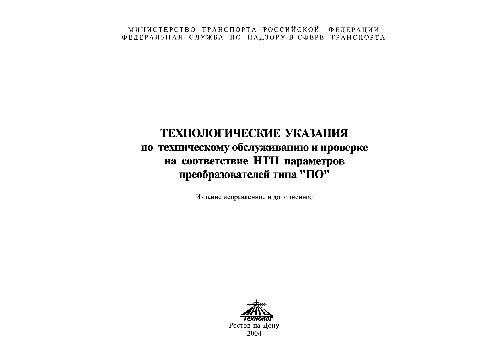 МИНИСТЕРСТВО ТРАНСПОРТА РОССИЙСКОЙ ФЕДЕРАЦИИ
ФЕДЕРАЛЬНАЯ СЛУЖБА ПО НАДЗОРУ В СФЕРЕ ТРАНСПОРТА
ТЕХНОЛОГИЧЕСКИЕ УКАЗАНИЯ
по техническому обслуживанию и проверке
на соответствие НТП параметров
преобразователей типа "ПО"
Издание исправленное и дополненное
ТЕХНОЛОГ
Ростов-на-Дону
2004